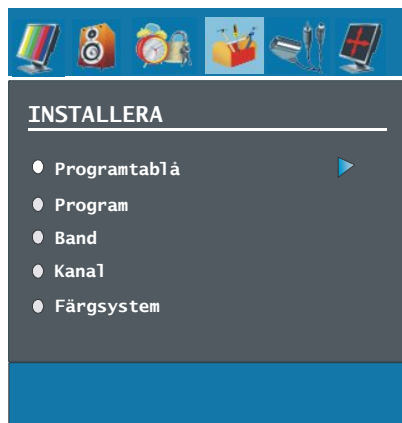 INSTALLERA
Programtablå
Program
Band
Kanal
Färgsystem